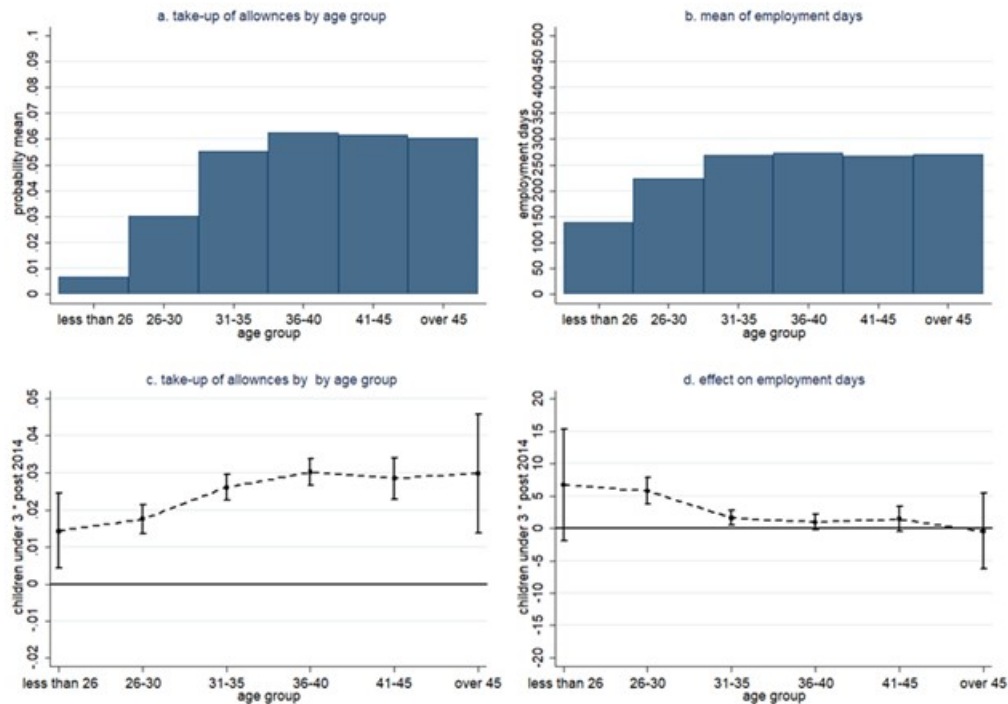 a. take-up of allownces by age group
probability mean
0 .01 .02 .03 .04 .05 .06 .07 .08 .09 .1
less than 26 26-30 31-35 36-40 41-45 over 45
age group
b. mean of employment days
employment days
0 50 100 150 200 250 300 350 400 450 500
less than 26 26-30 31-35 36-40 41-45 over 45
age group
c. take-up of allownces by by age group
children under 3 * post 2014
-.02 -.01 0 .01 .02 .03 .04 .05
less than 26 26-30 31-35 36-40 41-45 over 45
age group
d. effect on employment days
children under 3 * post 2014
-20 -15 -10 -5 0 5 10 15 20
less than 26 26-30 31-35 36-40 41-45 over 45
age group